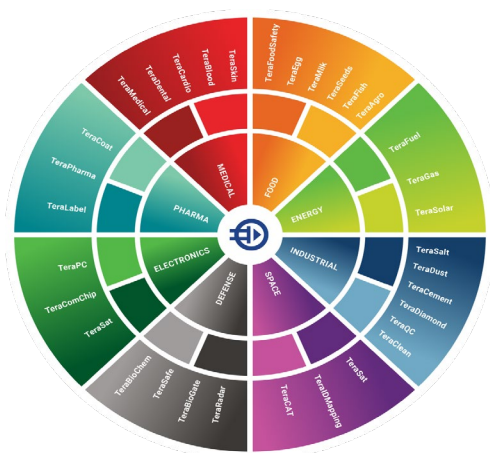 TeraMedical
TeraDental
TeraCardio
TeraBlood
TeraSkin
MEDICAL
TeraFoodSafety
TeraEgg
TeraMilk
TeraSeeds
TeraFish
TeraAgro
FOOD
TeraFuel
TeraGas
TeraSolar
ENERGY
TeraSalt
TeraDust
TeraCement
TeraDiamond
TeraQC
TeraClean
INDUSTRIAL
TeraSat
TeraIDMapping
TeraCAT
SPACE
TeraRadar
TeraBioGate
TeraSafe
TeraBioChem
DEFENSE
TeraSat
TeraComChip
TeraPC
ELECTRONICS
TeraLabel
TeraPharma
TeraCoat
PHARMA